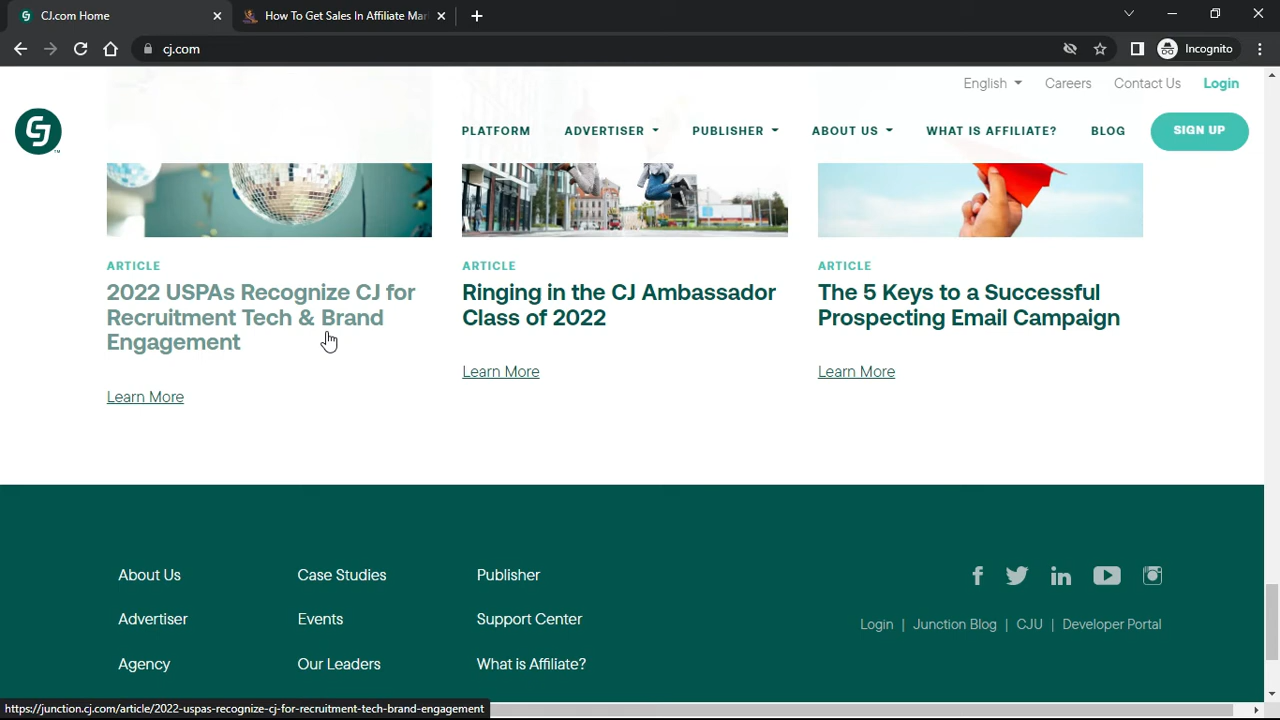 CJ.com Home
How To Get Sales In Affiliate Mar
cj.com
Incognito
English
Careers
Contact Us
Login
PLATFORM
ADVERTISER
PUBLISHER
ABOUT US
WHAT IS AFFILIATE?
BLOG
SIGN UP
ARTICLE
2022 USPAs Recognize CJ for
Recruitment Tech & Brand
Engagement
Learn More
ARTICLE
Ringing in the CJ Ambassador
Class of 2022
Learn More
ARTICLE
The 5 Keys to a Successful
Prospecting Email Campaign
Learn More
About Us
Advertiser
Agency
Case Studies
Events
Our Leaders
Publisher
Support Center
What is Affiliate?
Login | Junction Blog | CJU | Developer Portal
https://junction.cj.com/article/2022-uspas-recognize-cj-for-recruitment-tech-brand-engagement